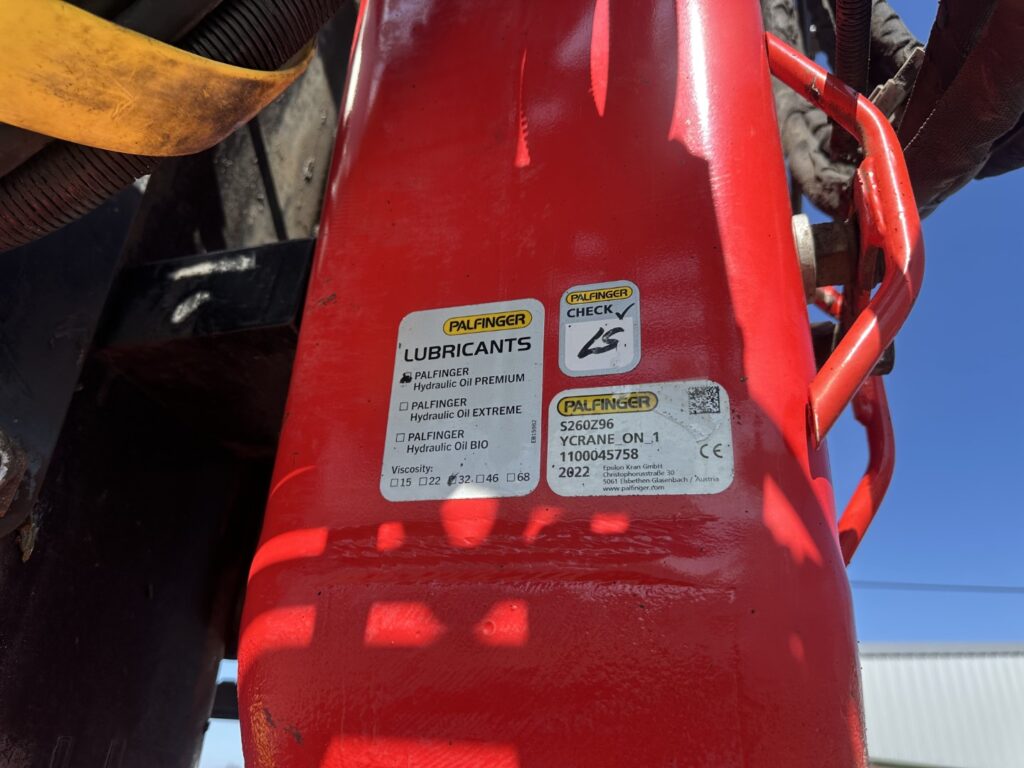 PALFINGER
LUBRICANTS
PALFINGER
Hydraulic Oil PREMIUM
☐ PALFINGER
Hydraulic Oil EXTREME
☐ PALFINGER
Hydraulic Oil BIO
Viscosity:
☐15 ☐22 32 ☐46 ☐68
PALFINGER
CHECK✓
LS
PALFINGER
S260Z96
YCRANE_ON_1
1100045758
2022
CE
Epsilon Kran GmbH
Christophorusstraße 30
5061 Elsbethen-Glasenbach / Austria
www.palfinger.com